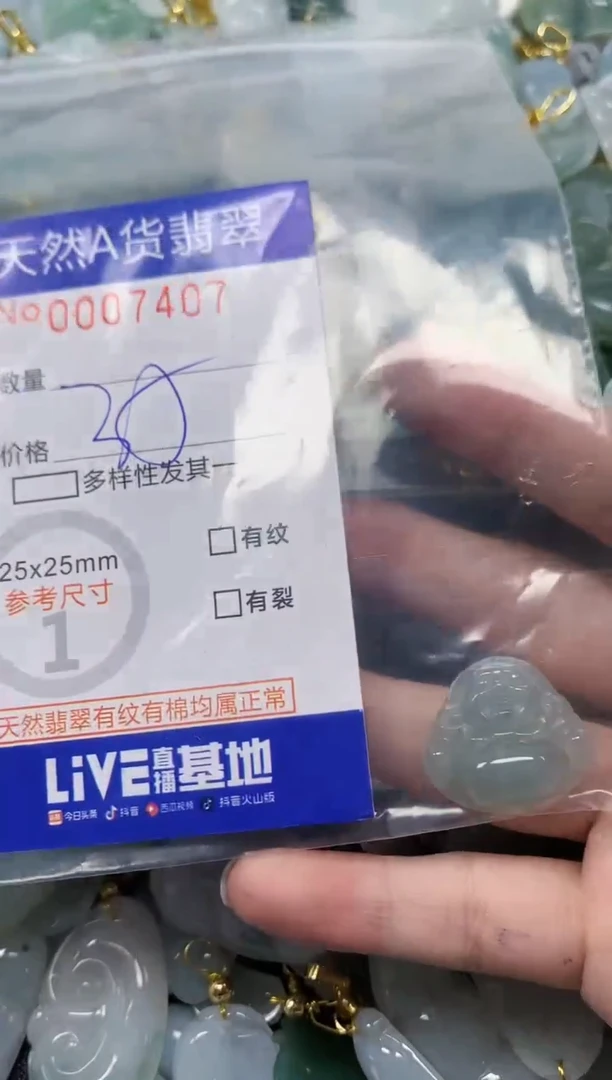 天然A货翡翠
No 0007407
数量
30
价格
多样性发其一
25x25mm
有纹
参考尺寸
有裂
1
天然翡翠有纹有棉均属正常
LiVE直播基地
今日头条 抖音 西瓜视频 抖音火山版